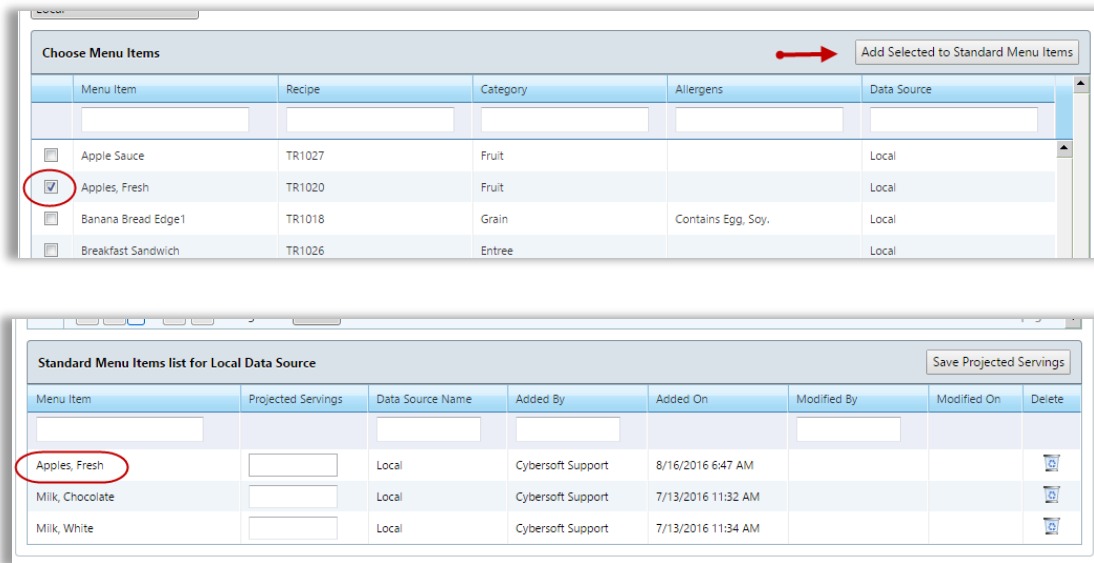 Choose Menu Items Add Selected to Standard Menu Items
Menu Item Recipe Category Allergens Data Source
Apple Sauce TR1027 Fruit Local
Apples, Fresh TR1020 Fruit Local
Banana Bread Edge1 TR1018 Grain Contains Egg, Soy. Local
Breakfast Sandwich TR1026 Entree Local
Standard Menu Items list for Local Data Source Save Projected Servings
Menu Item Projected Servings Data Source Name Added By Added On Modified By Modified On Delete
Apples, Fresh Local Cybersoft Support 8/16/2016 6:47 AM
Milk, Chocolate Local Cybersoft Support 7/13/2016 11:32 AM
Milk, White Local Cybersoft Support 7/13/2016 11:34 AM